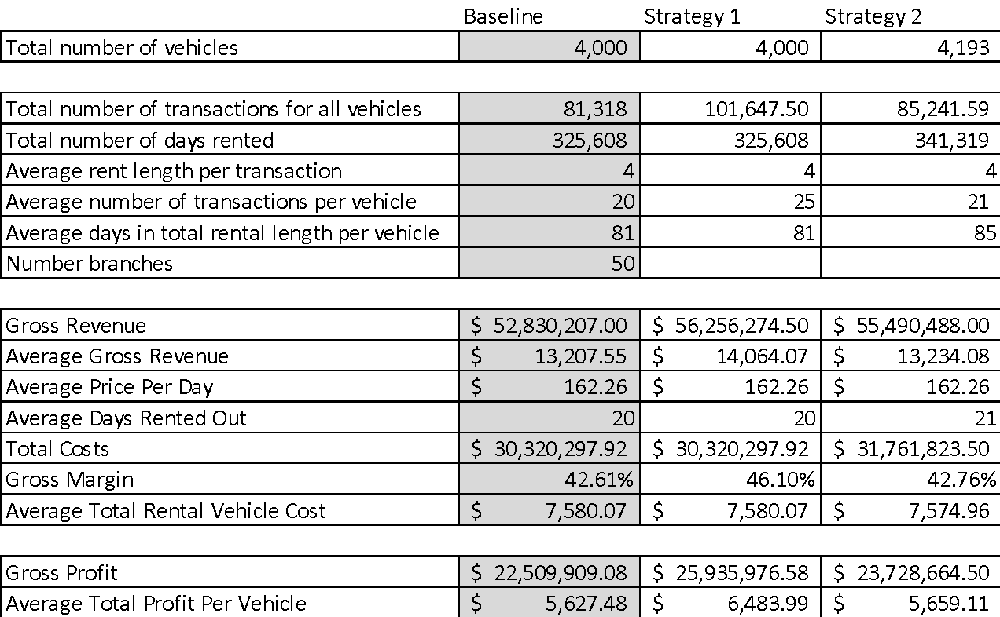 Baseline Strategy 1 Strategy 2
Total number of vehicles 4,000 4,000 4,193
Total number of transactions for all vehicles 81,318 101,647.50 85,241.59
Total number of days rented 325,608 325,608 341,319
Average rent length per transaction 4 4 4
Average number of transactions per vehicle 20 25 21
Average days in total rental length per vehicle 81 81 85
Number branches 50
Gross Revenue $ 52,830,207.00 $ 56,256,274.50 $ 55,490,488.00
Average Gross Revenue $ 13,207.55 $ 14,064.07 $ 13,234.08
Average Price Per Day $ 162.26 $ 162.26 $ 162.26
Average Days Rented Out 20 20 21
Total Costs $ 30,320,297.92 $ 30,320,297.92 $ 31,761,823.50
Gross Margin 42.61% 46.10% 42.76%
Average Total Rental Vehicle Cost $ 7,580.07 $ 7,580.07 $ 7,574.96
Gross Profit $ 22,509,909.08 $ 25,935,976.58 $ 23,728,664.50
Average Total Profit Per Vehicle $ 5,627.48 $ 6,483.99 $ 5,659.11